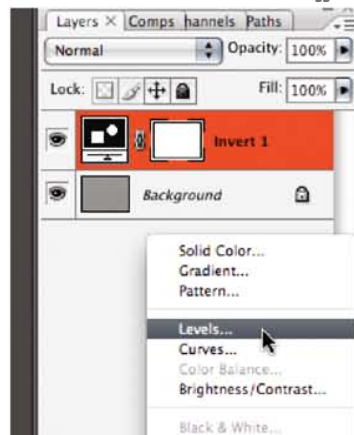 Layers × Comps hannels Paths
Normal Opacity: 100%
Lock: Fill: 100%
Invert 1
Background
Solid Color...
Gradient...
Pattern...
Levels...
Curves...
Color Balance...
Brightness/Contrast...
Black & White...